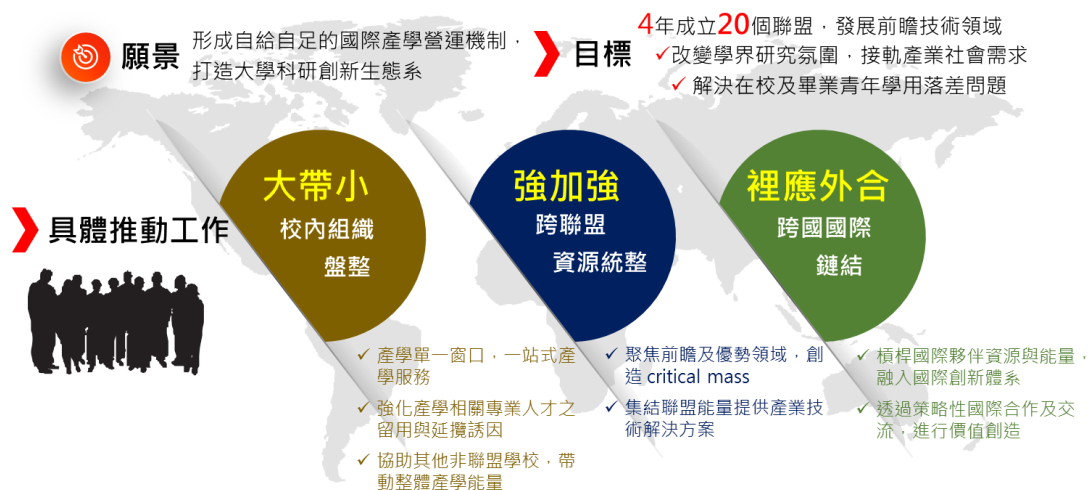 願景
形成自給自足的國際產學營運機制，
打造大學科研創新生態系
目標
4年成立20個聯盟，發展前瞻技術領域
✓改變學界研究氛圍，接軌產業社會需求
✓ 解決在校及畢業青年學用落差問題
具體推動工作
大帶小
校內組織
盤整
✓ 產學單一窗口，一站式產
學服務
✓ 強化產學相關專業人才之
留用與延攬誘因
✓ 協助其他非聯盟學校，帶
動整體產學能量
強加強
跨聯盟
資源統整
✓ 聚焦前瞻及優勢領域，創
造 critical mass
✓ 集結聯盟能量提供產業技
術解決方案
裡應外合
跨國國際
鏈結
✓ 槓桿國際夥伴資源與能量，
融入國際創新體系
✓ 透過策略性國際合作及交
流，進行價值創造